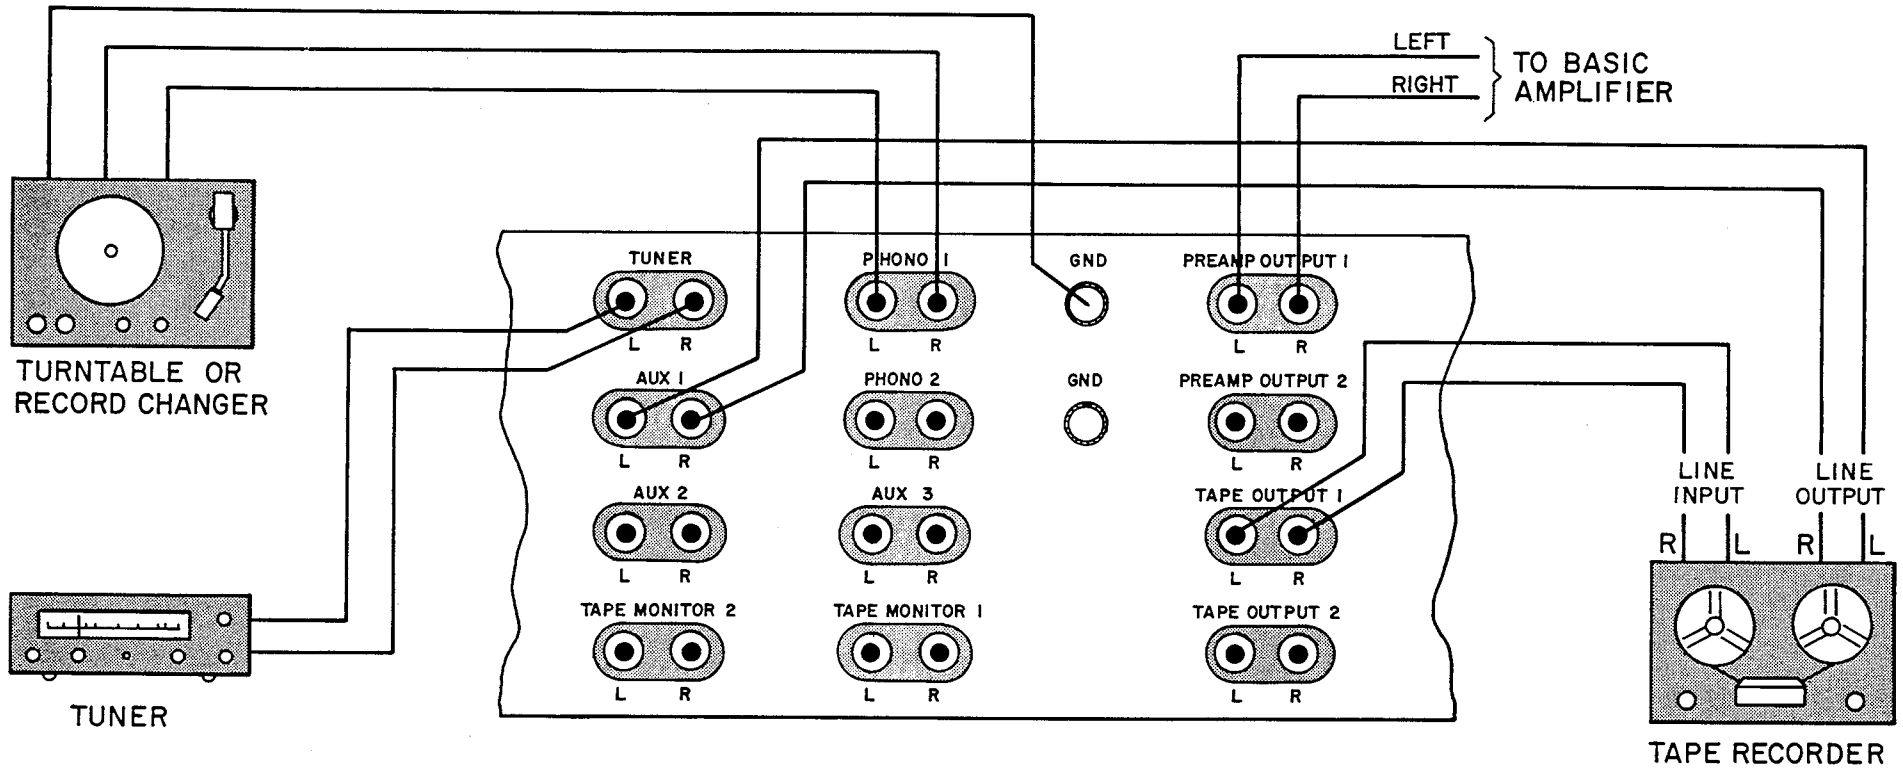 LEFT
RIGHT
TO BASIC
AMPLIFIER
TURNTABLE OR
RECORD CHANGER
TUNER
TUNER
L R
PHONO 1
L R
GND
PREAMP OUTPUT 1
L R
AUX 1
L R
PHONO 2
L R
GND
PREAMP OUTPUT 2
L R
AUX 2
L R
AUX 3
L R
TAPE OUTPUT 1
L R
TAPE MONITOR 2
L R
TAPE MONITOR 1
L R
TAPE OUTPUT 2
L R
LINE
INPUT
R L
LINE
OUTPUT
R L
TAPE RECORDER